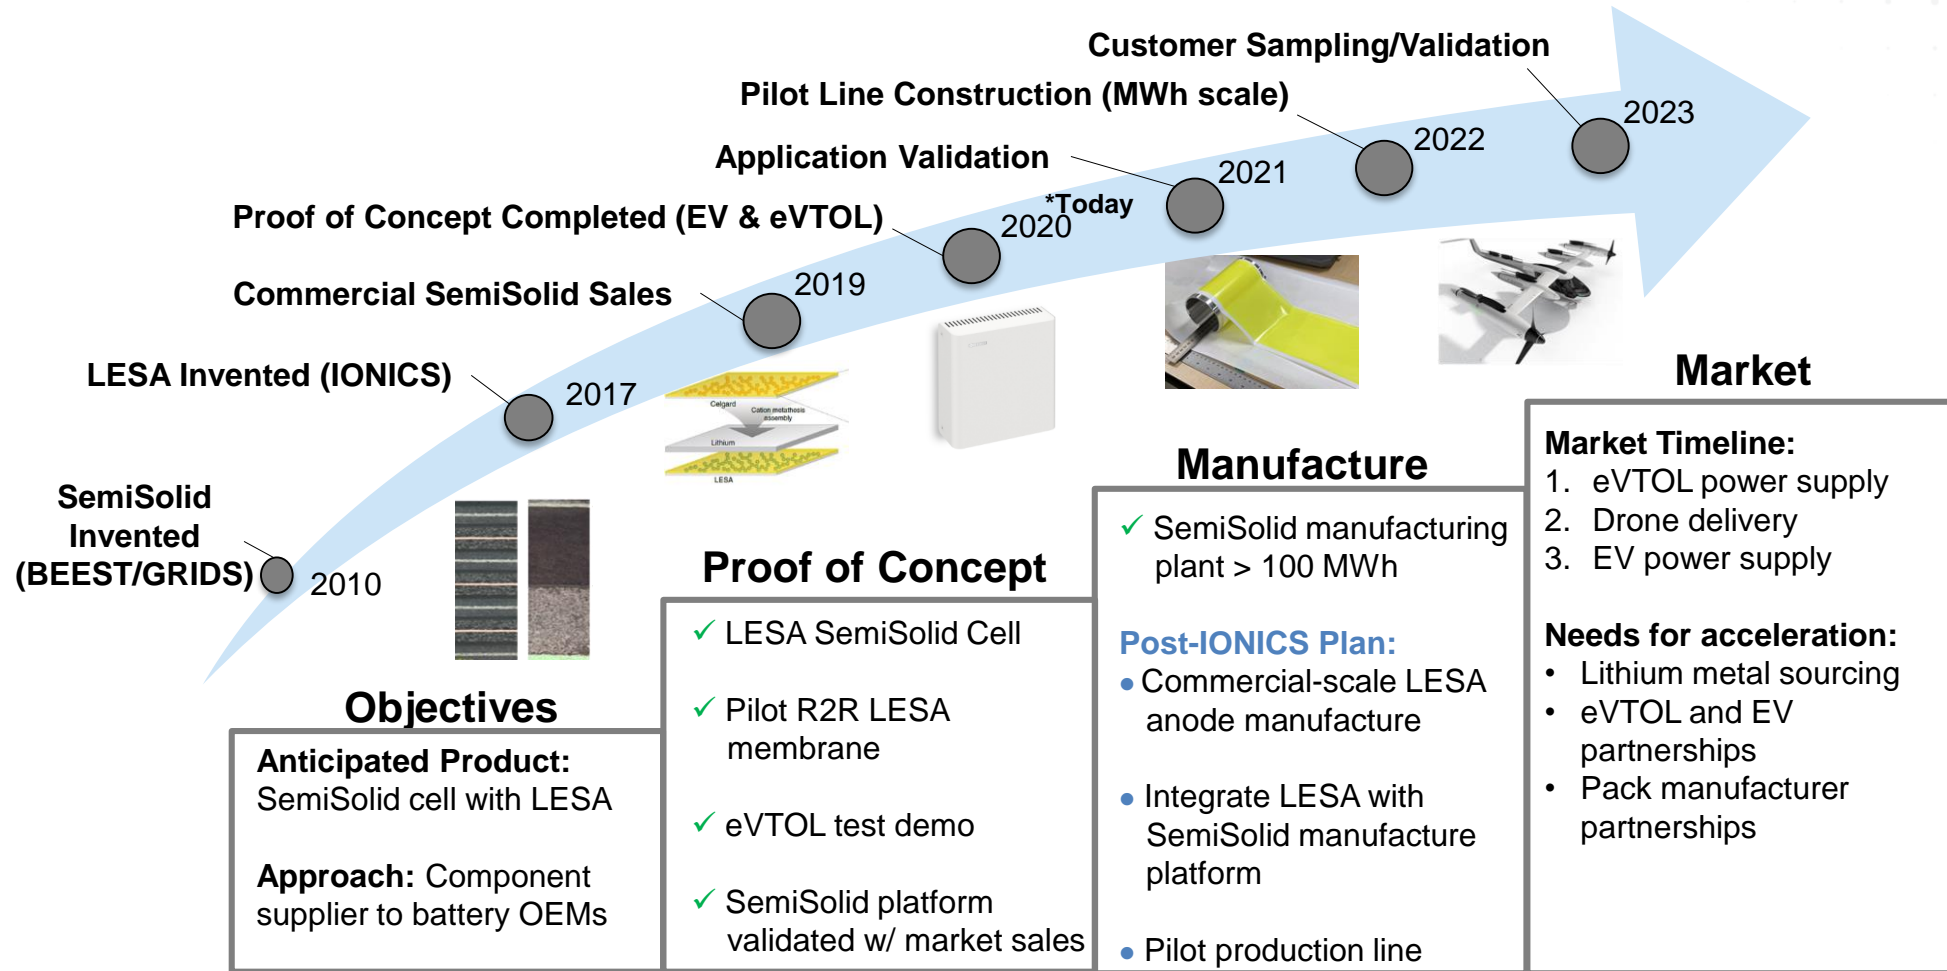 Customer Sampling/Validation
2023
Pilot Line Construction (MWh scale)
2022
Application Validation
2021
*Today
Proof of Concept Completed (EV & eVTOL)
2020
Commercial SemiSolid Sales
2019
LESA Invented (IONICS)
2017
SemiSolid
Invented
(BEEST/GRIDS)
2010
Celgard
Cation metathesis
assembly
Lithium
LESA
Objectives
Anticipated Product:
SemiSolid cell with LESA
Approach: Component
supplier to battery OEMs
Proof of Concept
✓ LESA SemiSolid Cell
✓ Pilot R2R LESA
membrane
✓ eVTOL test demo
✓ SemiSolid platform
validated w/ market sales
Manufacture
✓ SemiSolid manufacturing
plant > 100 MWh
Post-IONICS Plan:
• Commercial-scale LESA
anode manufacture
• Integrate LESA with
SemiSolid manufacture
platform
• Pilot production line
Market
Market Timeline:
1. eVTOL power supply
2. Drone delivery
3. EV power supply
Needs for acceleration:
• Lithium metal sourcing
• eVTOL and EV
partnerships
• Pack manufacturer
partnerships